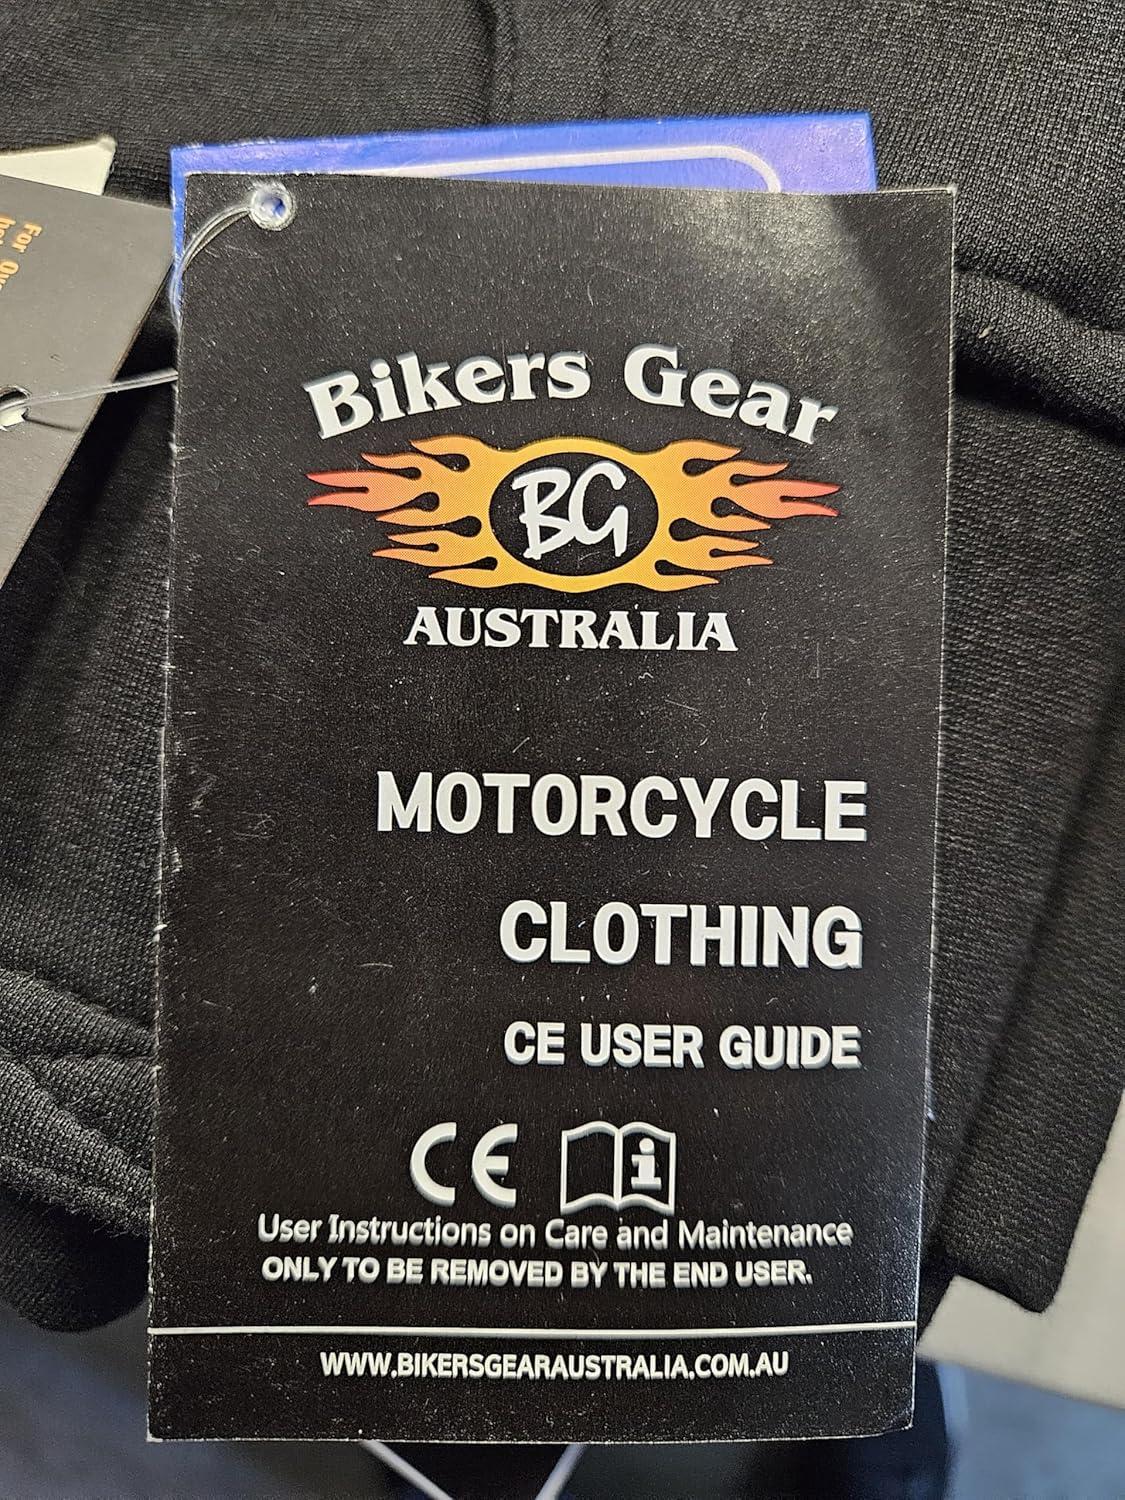 For
Bikers Gear
BG
AUSTRALIA
MOTORCYCLE
CLOTHING
CE USER GUIDE
CE
i
User Instructions on Care and Maintenance
ONLY TO BE REMOVED BY THE END USER.
WWW.BIKERSGEARAUSTRALIA.COM.AU